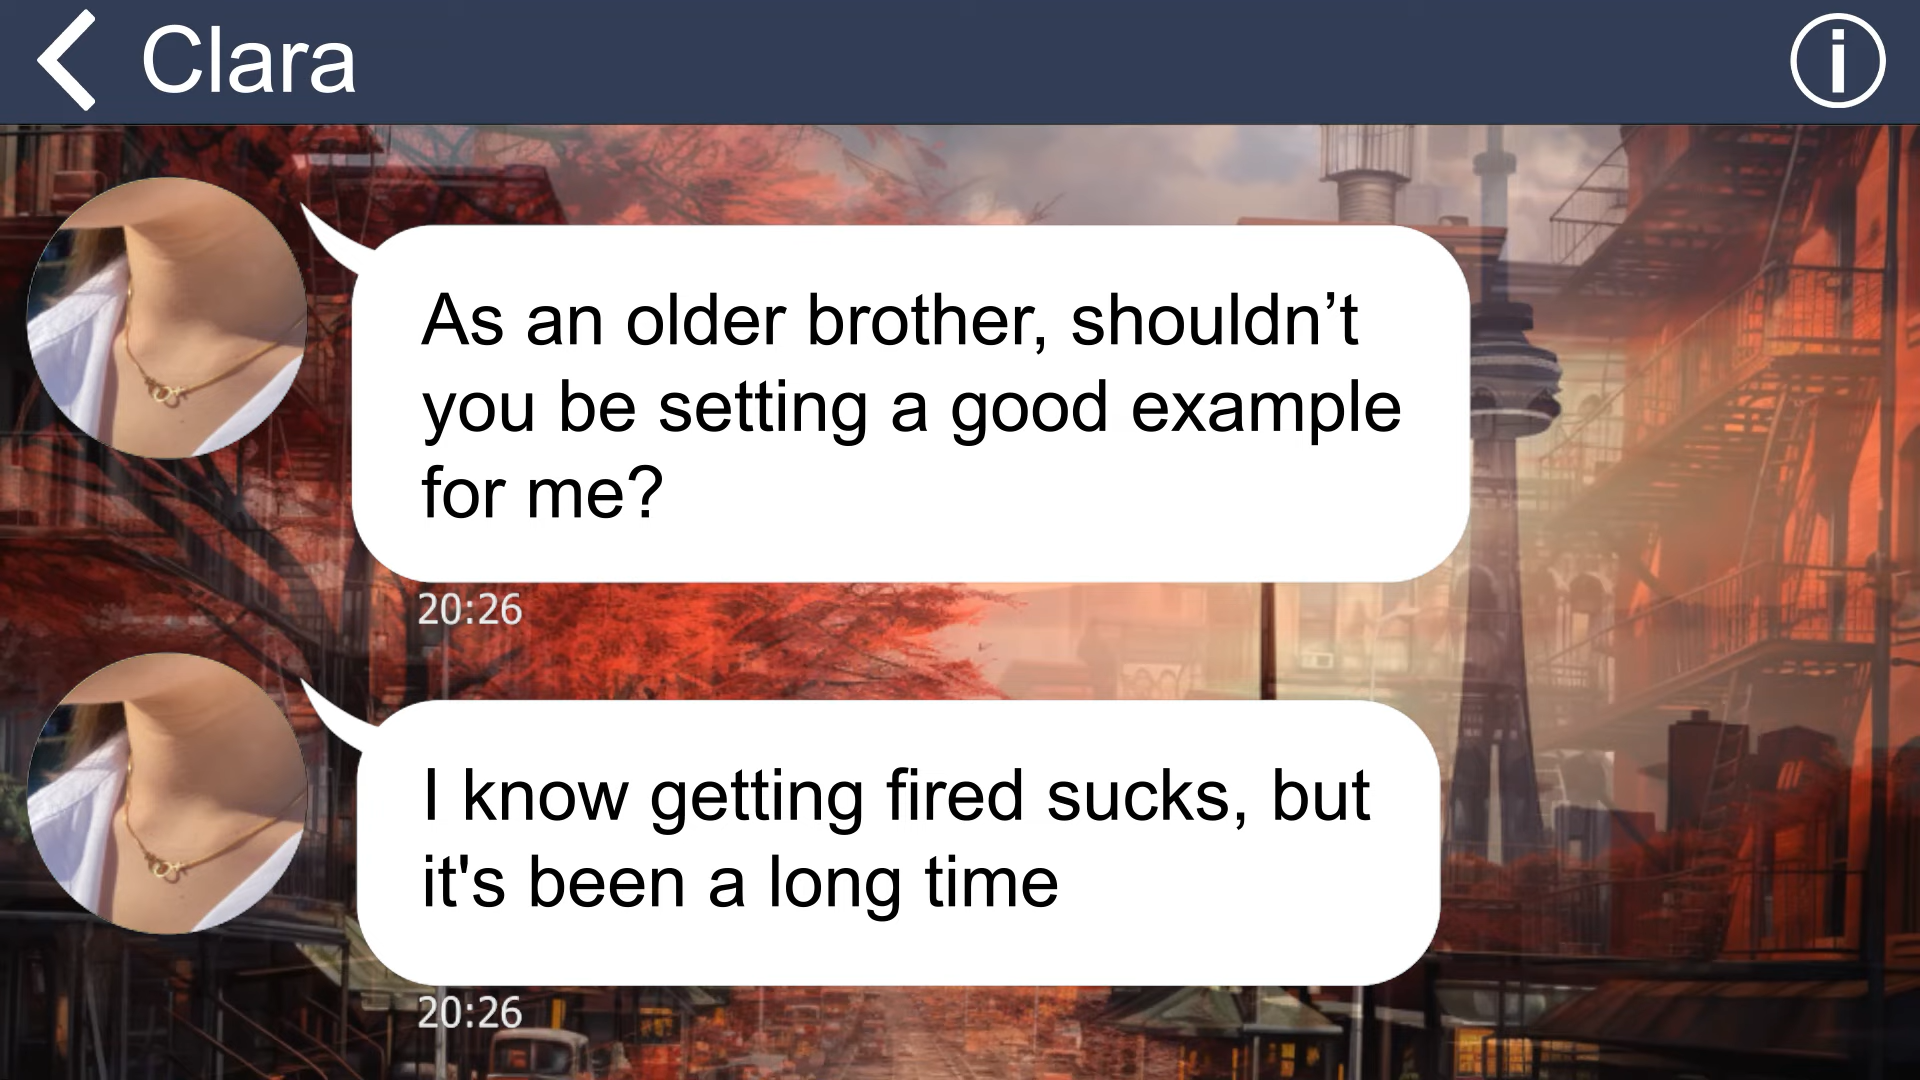 Clara
As an older brother, shouldn’t
you be setting a good example
for me?
20:26
I know getting fired sucks, but
it's been a long time
20:26